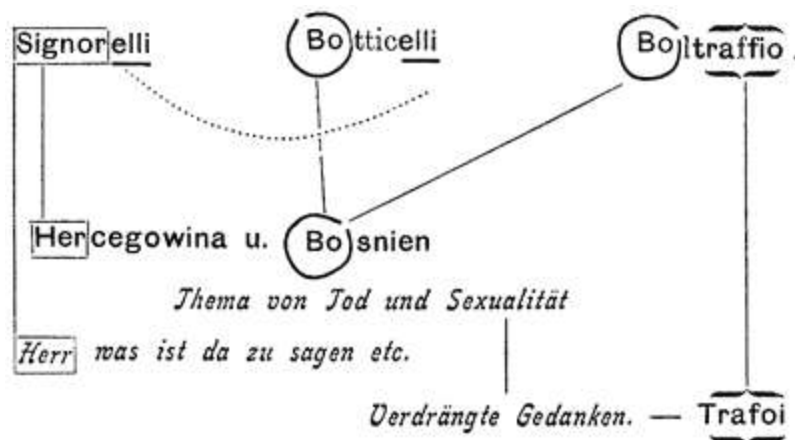 Signorelli Botticelli Boltraffio.
Hercegowina u. Bosnien
Thema von Tod und Sexualität
Herr was ist da zu sagen etc.
Verdrängte Gedanken. — Trafoi